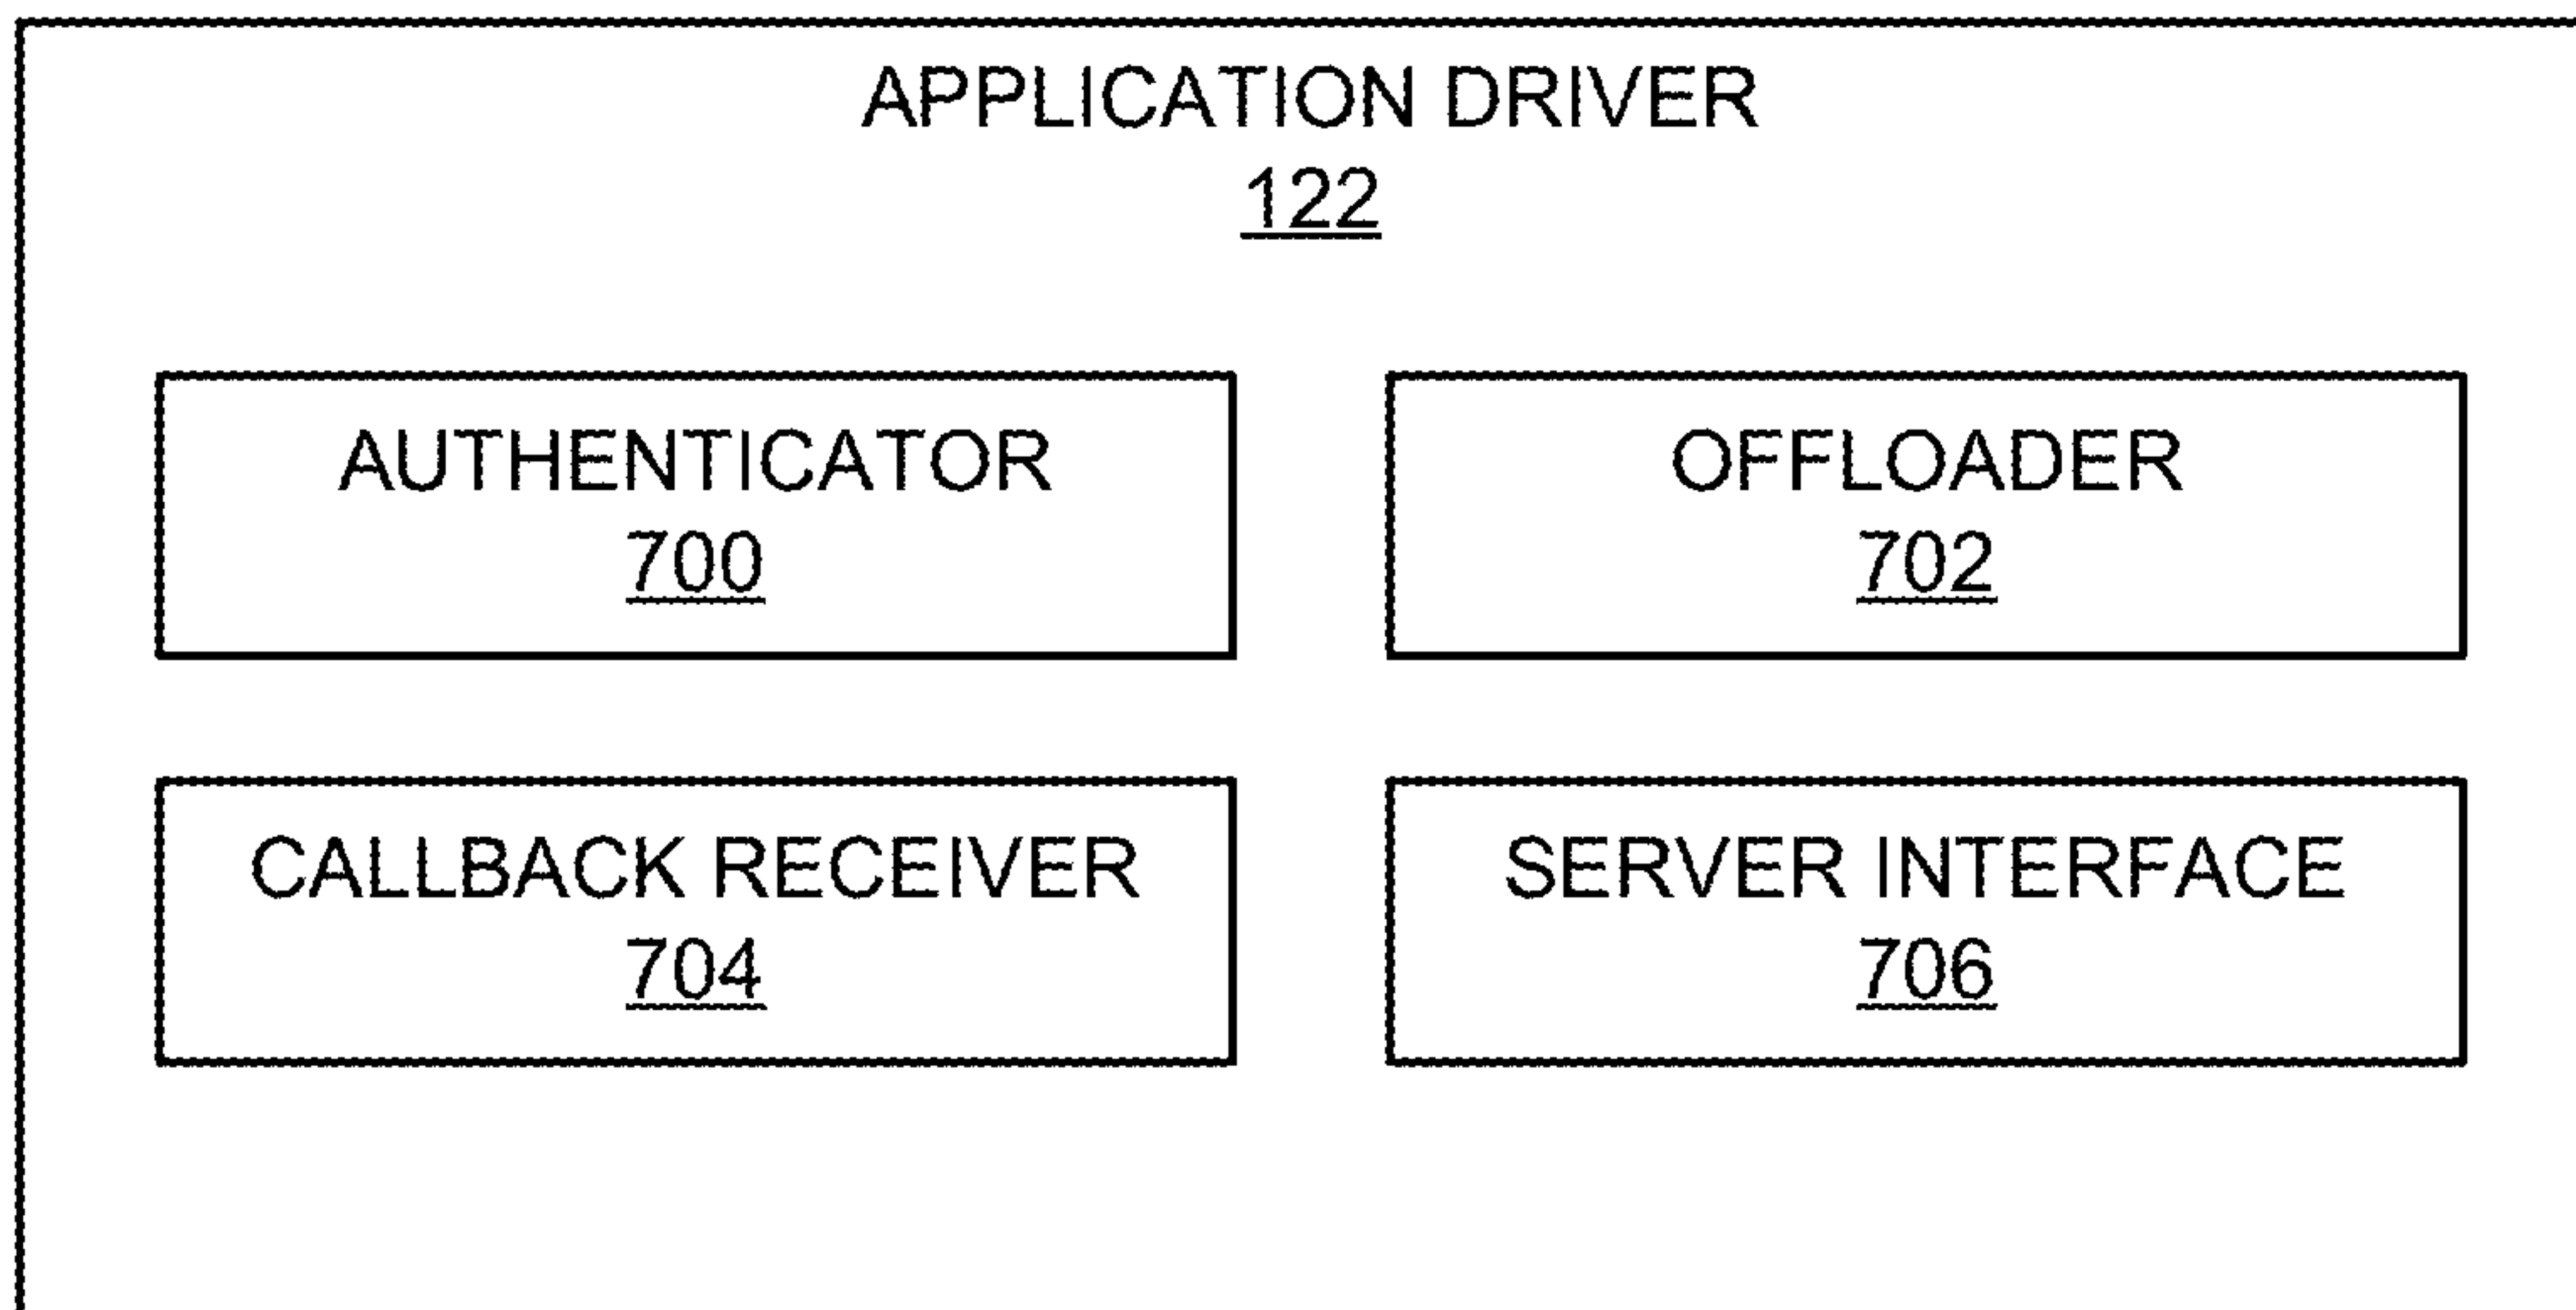 APPLICATION DRIVER
122
AUTHENTICATOR
700
OFFLOADER
702
CALLBACK RECEIVER
704
SERVER INTERFACE
706